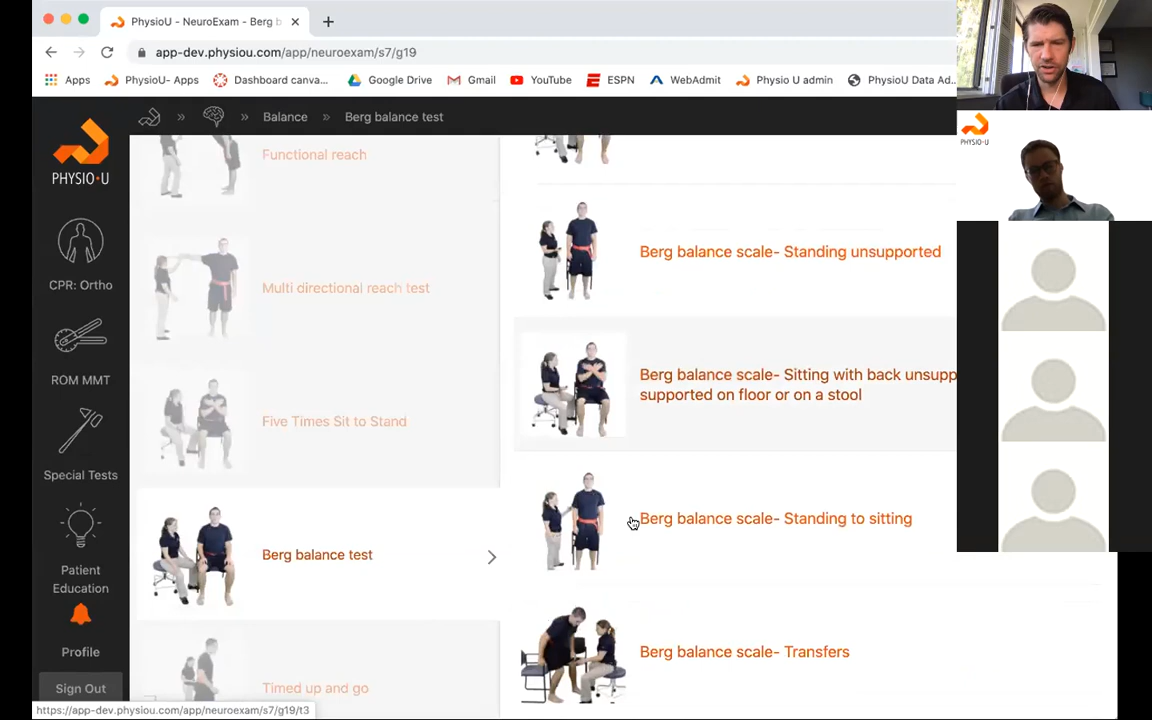 PhysioU - NeuroExam - Berg b
app-dev.physiou.com/app/neuroexam/s7/g19
Apps
PhysioU- Apps
Dashboard canva...
Google Drive
Gmail
YouTube
ESPN
WebAdmit
Physio U admin
PhysioU Data Ad..
» » Balance » Berg balance test
PHYSIO·U
PHYSIO·U
CPR: Ortho
ROM MMT
Special Tests
Patient
Education
Profile
Sign Out
Functional reach
Multi directional reach test
Five Times Sit to Stand
Berg balance test
Timed up and go
Berg balance scale- Standing unsupported
Berg balance scale- Sitting with back unsupp
supported on floor or on a stool
Berg balance scale- Standing to sitting
Berg balance scale- Transfers
https://app-dev.physiou.com/app/neuroexam/s7/g19/t3